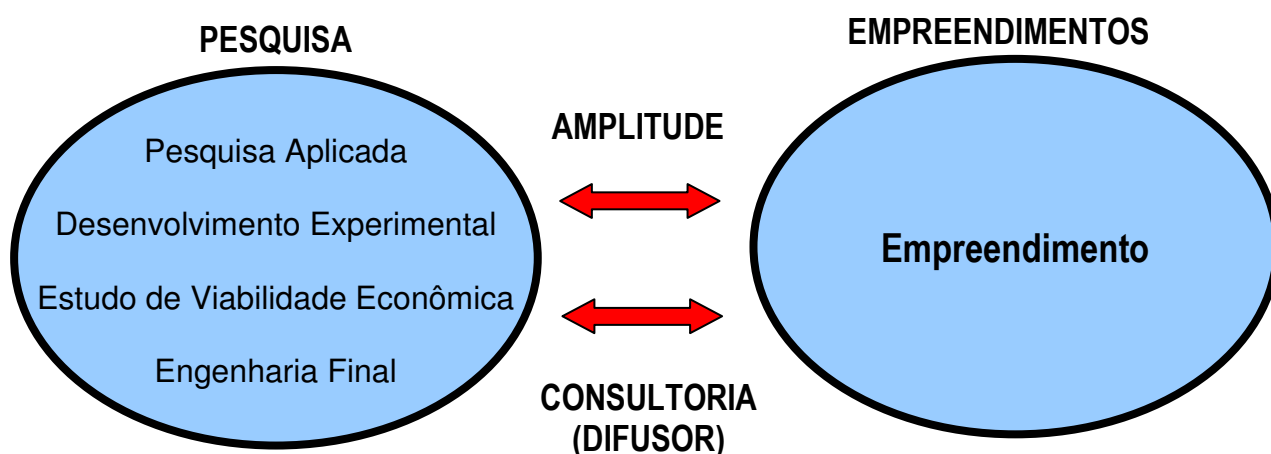 PESQUISA
Pesquisa Aplicada
Desenvolvimento Experimental
Estudo de Viabilidade Econômica
Engenharia Final
AMPLITUDE
CONSULTORIA
(DIFUSOR)
EMPREENDIMENTOS
Empreendimento